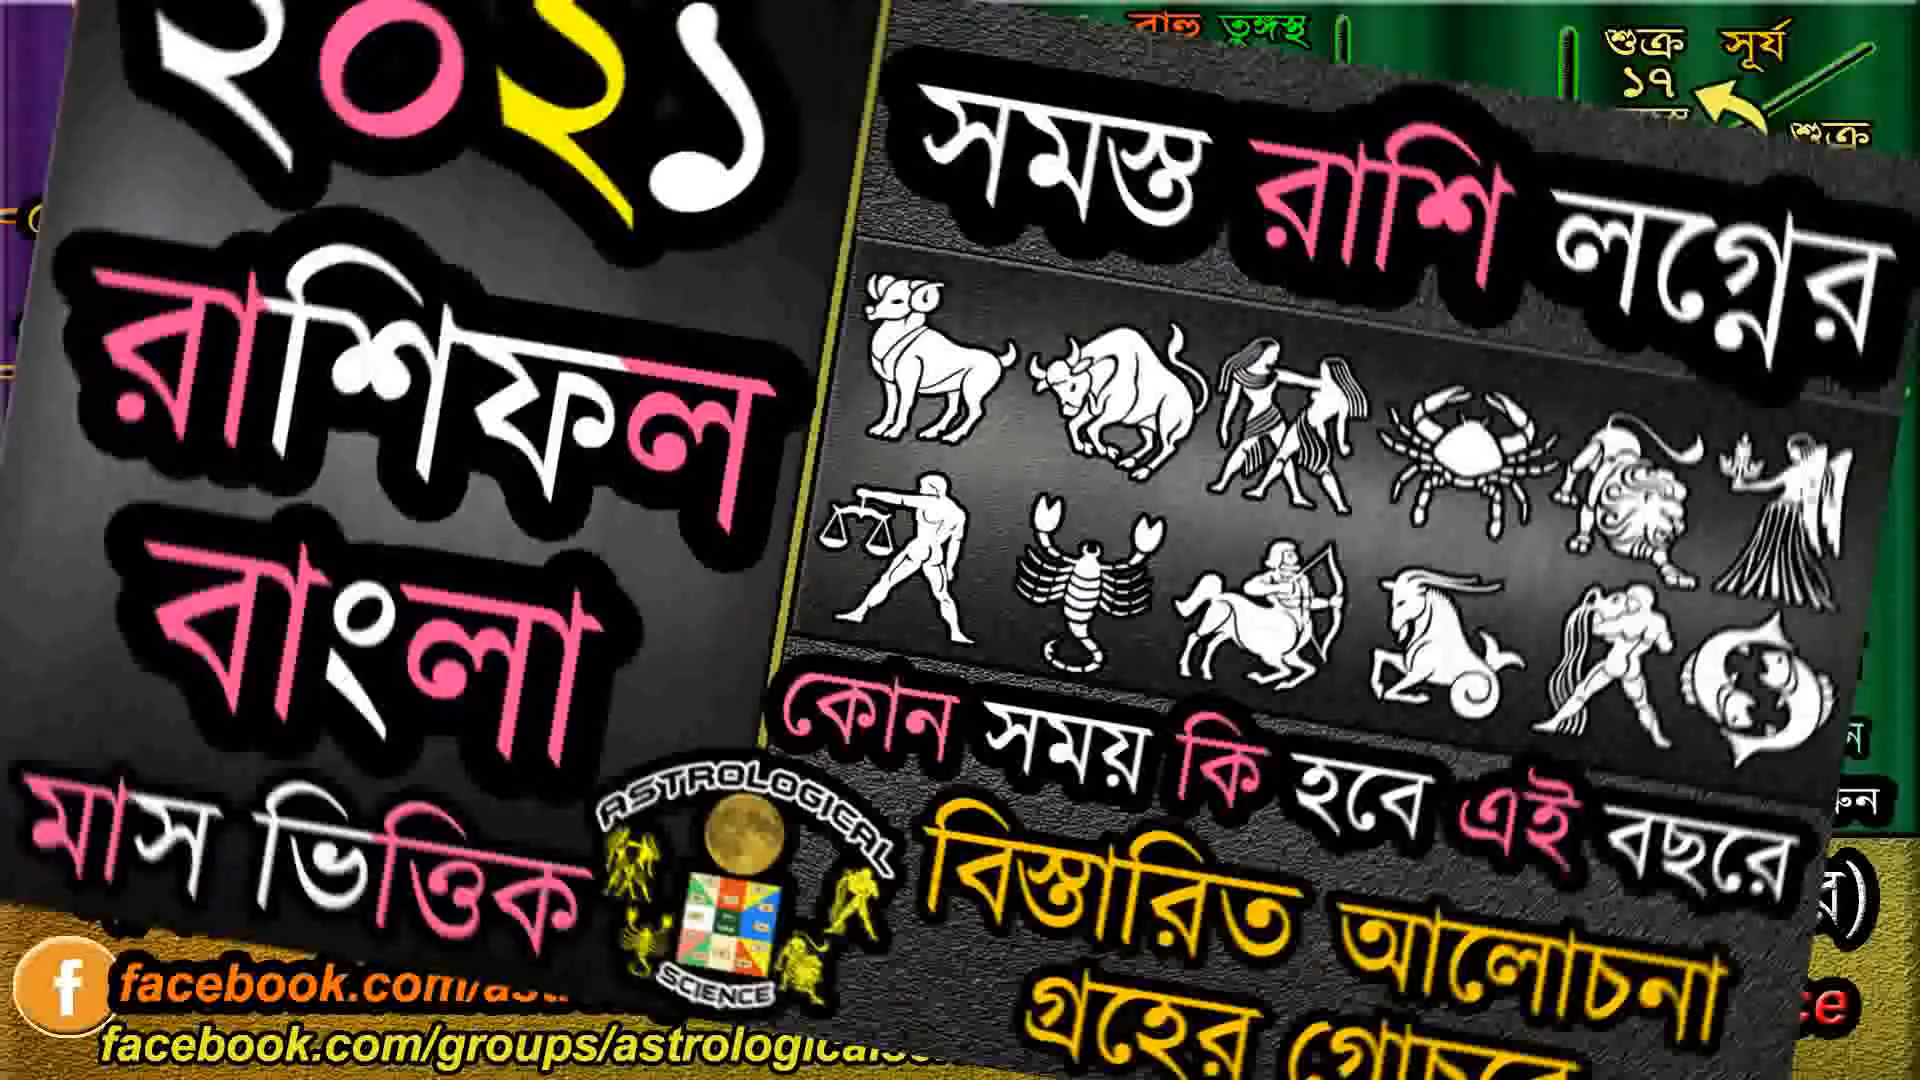 ২০২১
রাশিফল
বাংলা
মাস ভিত্তিক
রাহু তুঙ্গস্থ
শুক্র সূর্য
১৭
শুক্র
সমস্ত রাশি লগ্নের
কোন সময় কি হবে এই বছরে
বিস্তারিত আলোচনা
গ্রহের গোচরে
ASTROLOGICAL
SCIENCE
f
facebook.com/
facebook.com/groups/astrological